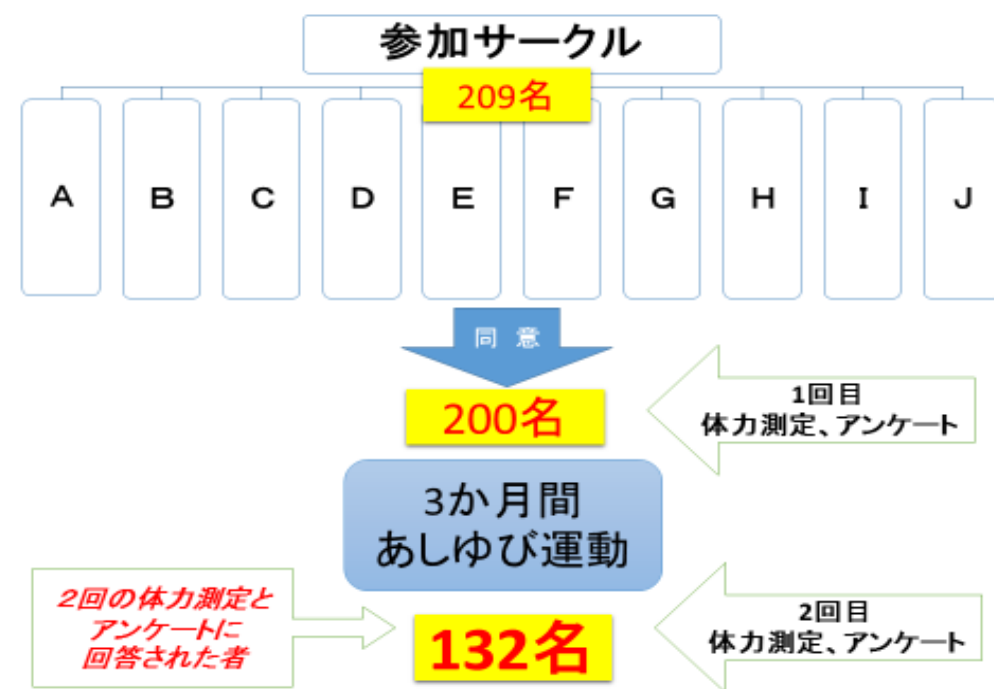 参加サークル
209名
A B C D E F G H I J
同 意
200名
1回目
体力測定、アンケート
3か月間
あしゆび運動
2回の体力測定と
アンケートに
回答された者
132名
2回目
体力測定、アンケート